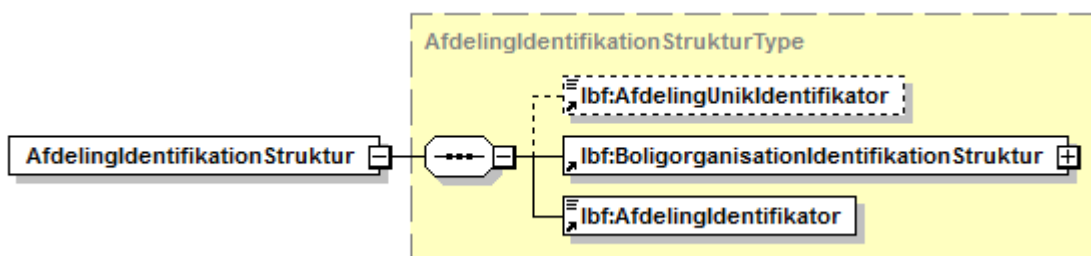 AfdelingIdentifikationStrukturType
lbf:AfdelingUnikIdentifikator
AfdelingIdentifikationStruktur
lbf:BoligorganisationIdentifikationStruktur
lbf:AfdelingIdentifikator